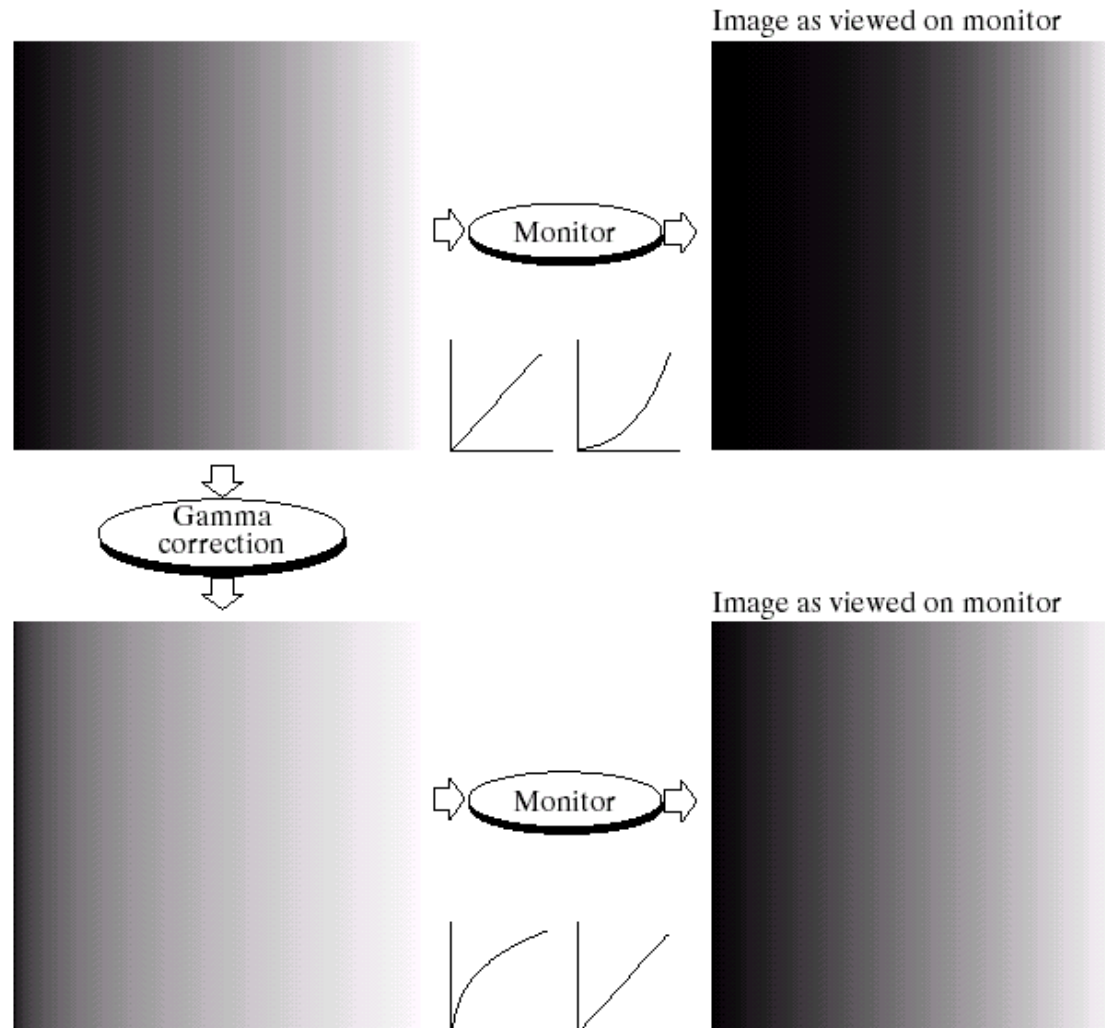 Image as viewed on monitor
Monitor
Gamma
correction
Image as viewed on monitor
Monitor